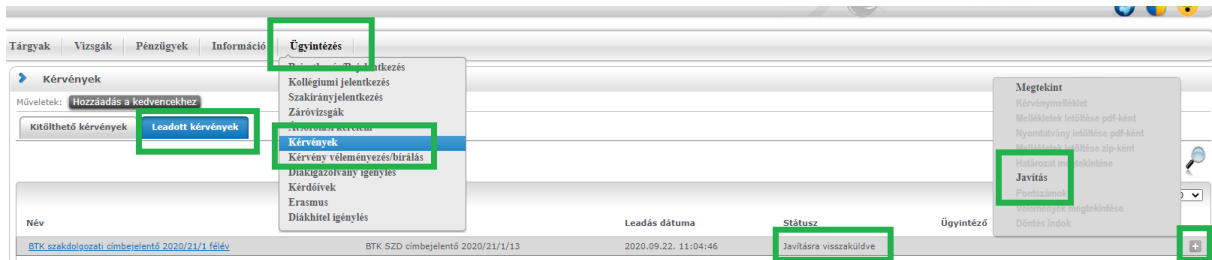 Tárgyak Vizsgák Pénzügyek Információ Ügyintézés
Kérvények
Műveletek: Hozzáadás a kedvencekhez
Kitölthető kérvények Leadott kérvények
Kollégiumi jelentkezés
Szakirányjelentkezés
Záróvizsgák
Kérvények
Kérvény véleményezés/bírálás
Diákigazolvány igénylés
Kérdőívek
Erasmus
Diákhitel igénylés
Megtekint
Kérvénymelléklet
Mellékletek letöltése pdf-ként
Nyomtatvány letöltése pdf-ként
Mellékletek letöltése zip-ként
Határozat megtekintése
Javítás
Pontszámok
Vélemények megtekintése
Döntés indok
Név Leadás dátuma Státusz Ügyintéző
BTK szakdolgozati címbejelentő 2020/21/1 félév BTK SZD címbejelentő 2020/21/1/13 2020.09.22. 11:04:46 Javításra visszaküldve